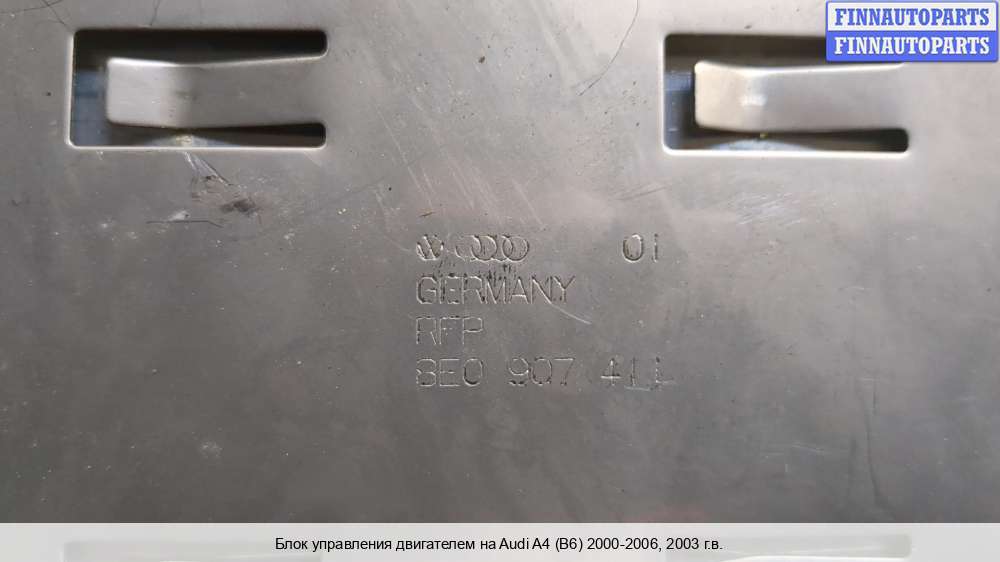 FINNAUTOPARTS
FINNAUTOPARTS
01
GERMANY
RFP
8E0 907 411
Блок управления двигателем на Audi A4 (B6) 2000-2006, 2003 г.в.